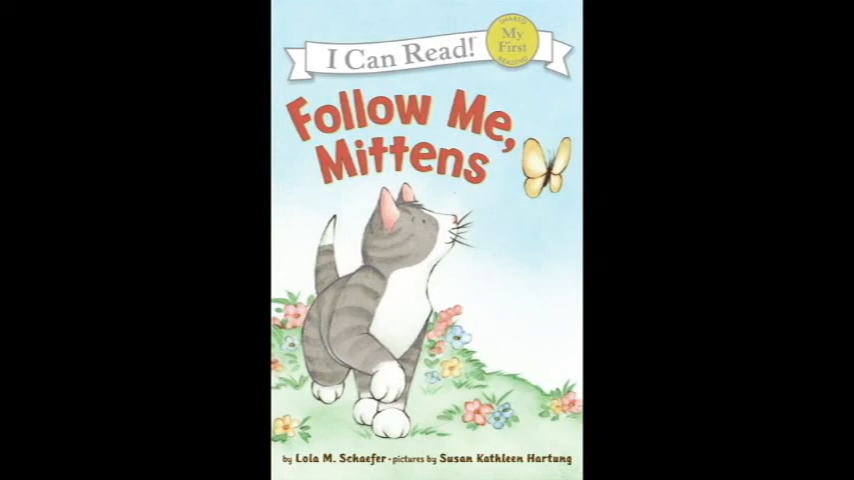 I Can Read!
SHARED
My
First
READING
Follow Me,
Mittens
by Lola M. Schaefer · pictures by Susan Kathleen Hartung